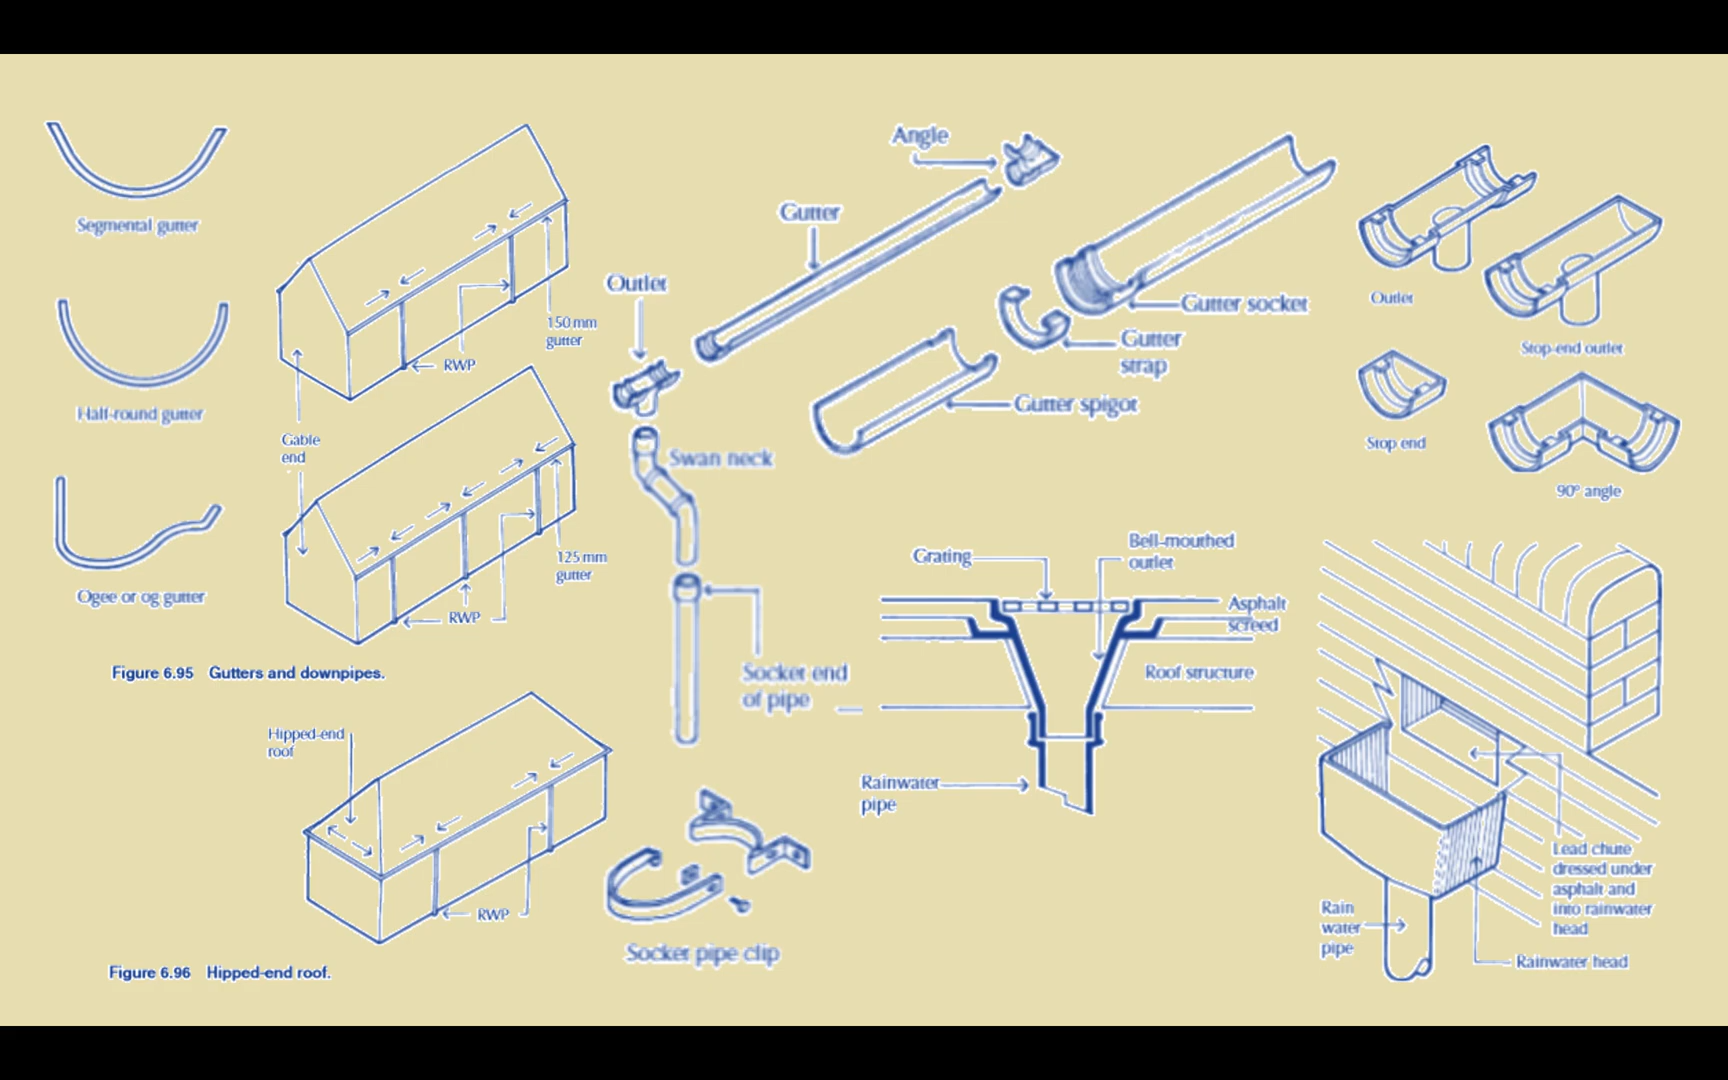 Segmental gutter
Half-round gutter
Ogee or og gutter
150 mm
gutter
RWP
Gable
end
125 mm
gutter
RWP
Figure 6.95 Gutters and downpipes.
Hipped-end
roof
RWP
Figure 6.96 Hipped-end roof.
Angle
Gutter
Outlet
Swan neck
Socker end
of pipe
Socker pipe clip
Gutter socket
Gutter
strap
Gutter spigot
Outler
Stop-end outlet
Stop end
90° angle
Grating
Bell-mouthed
outlet
Asphalt
screed
Roof structure
Rainwater
pipe
Lead chute
dressed under
asphalt and
into rainwater
head
Rain
water
pipe
Rainwater head